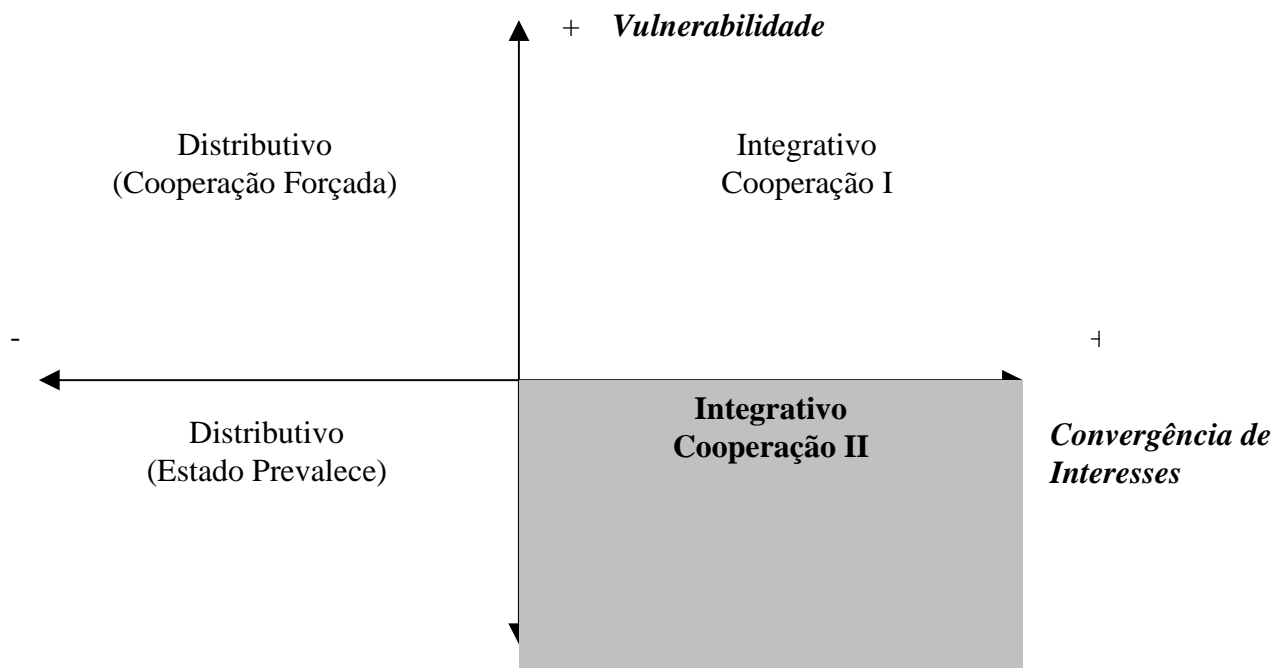 + Vulnerabilidade
Distributivo
(Cooperação Forçada)
Integrativo
Cooperação I
-
+
Distributivo
(Estado Prevalece)
Integrativo
Cooperação II
Convergência de
Interesses